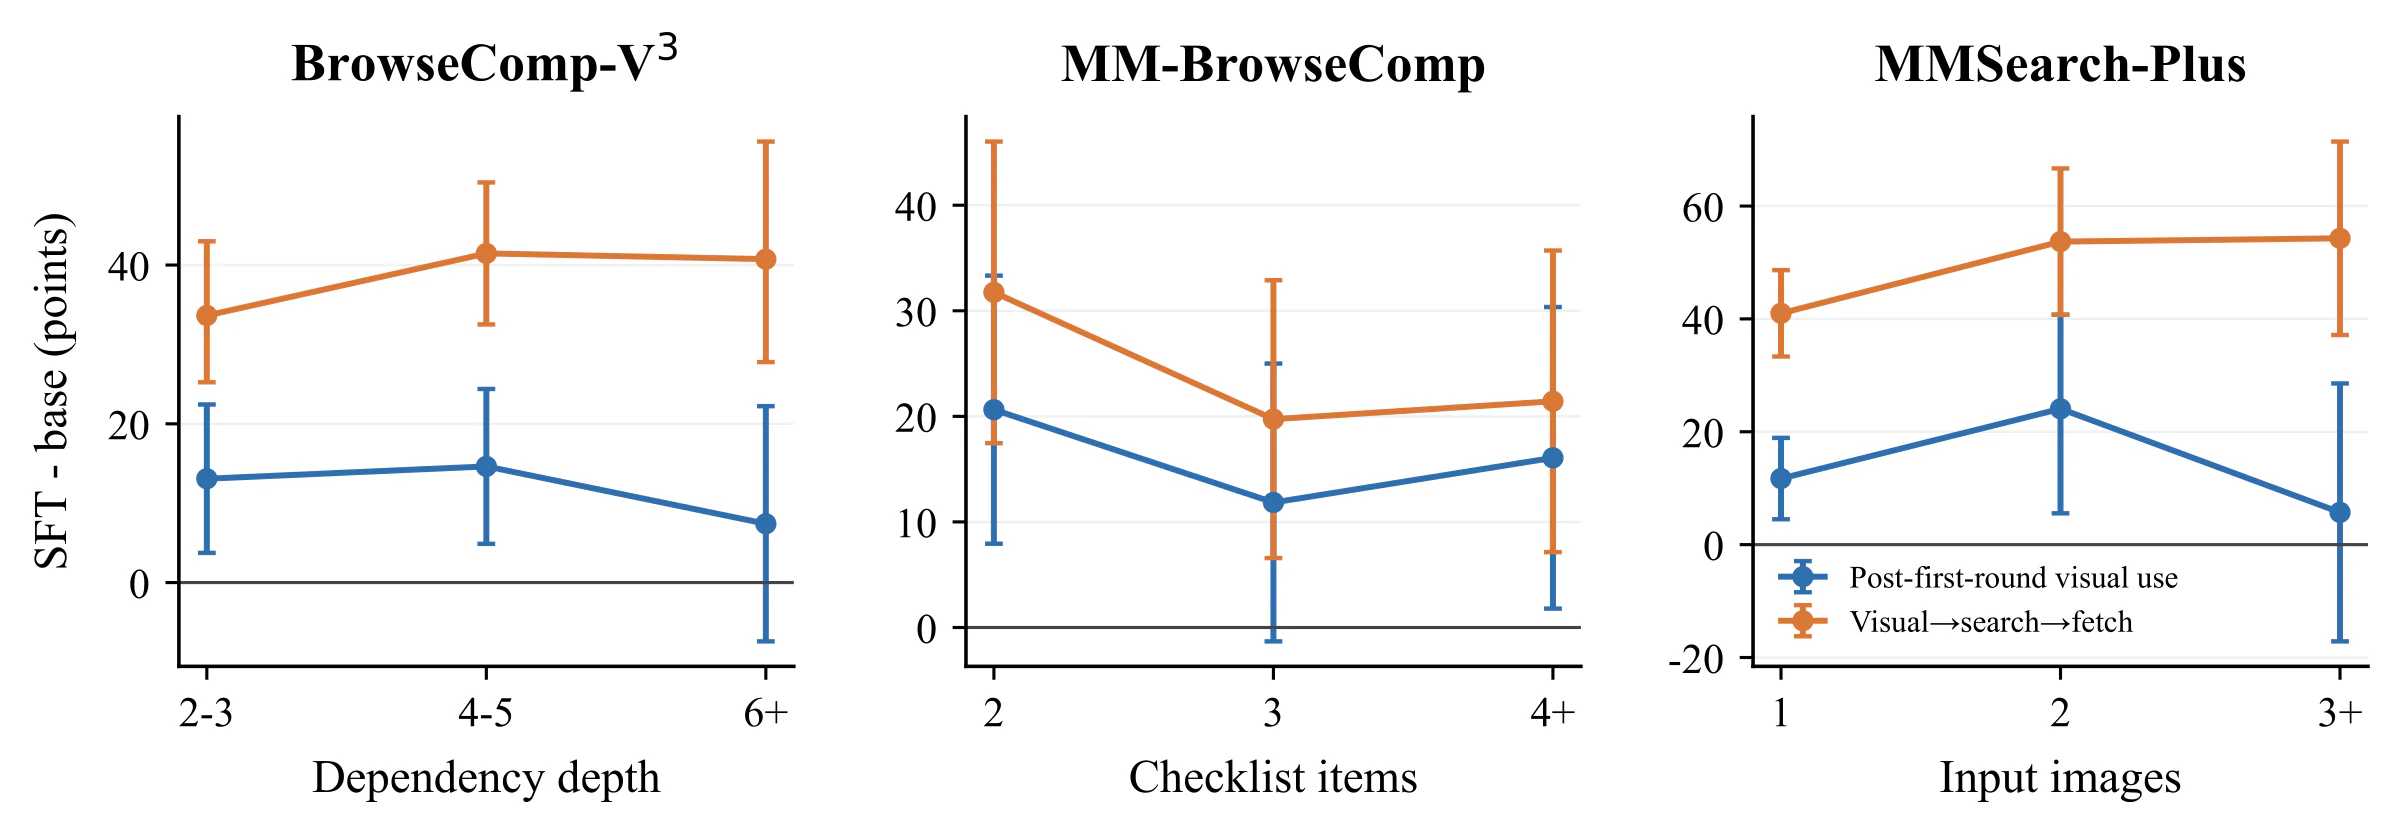 BrowseComp-V³
MM-BrowseComp
MMSearch-Plus
SFT - base (points)
40
20
0
2-3
4-5
6+
Dependency depth
40
30
20
10
0
2
3
4+
Checklist items
60
40
20
0
-20
Post-first-round visual use
Visual→search→fetch
1
2
3+
Input images